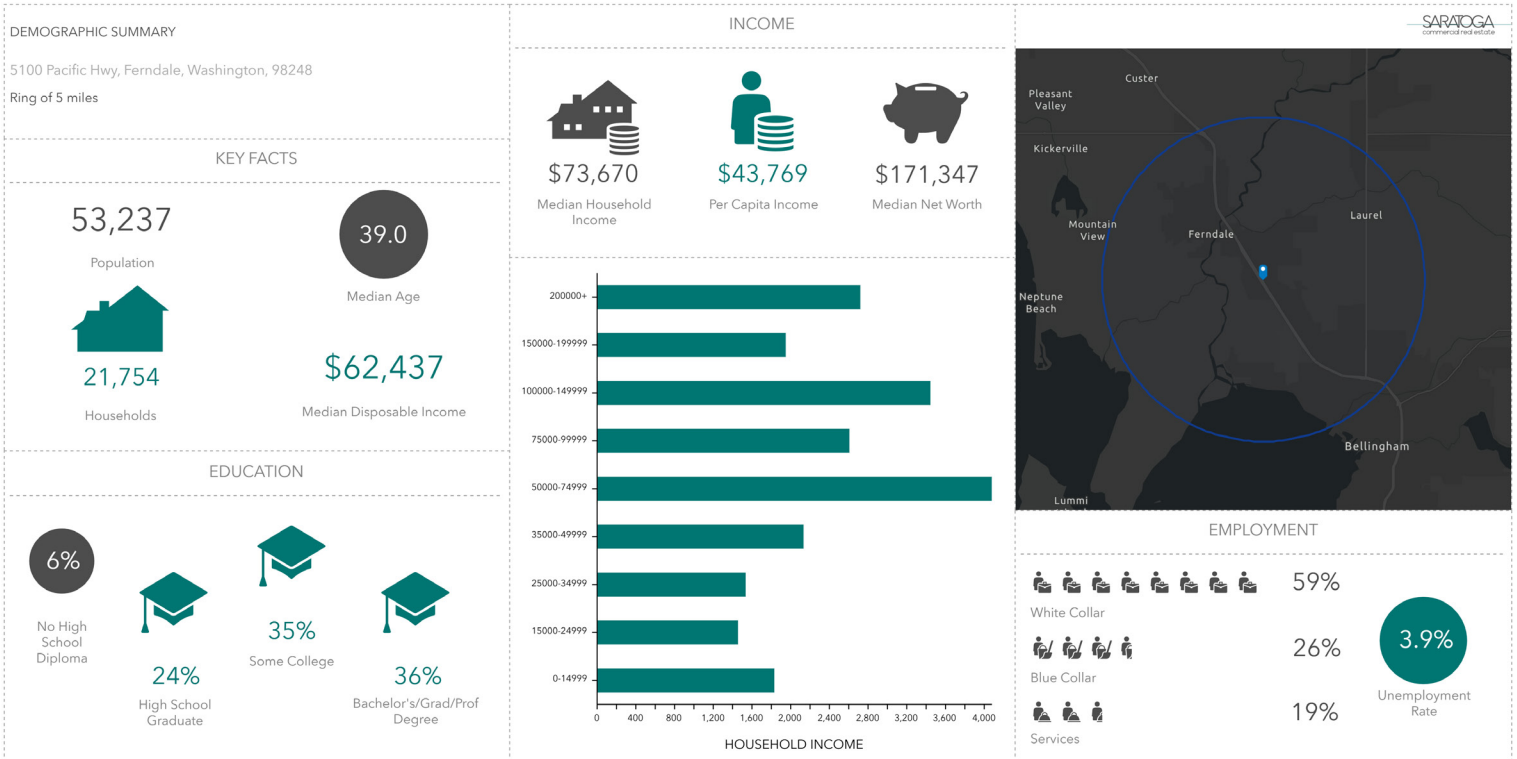 DEMOGRAPHIC SUMMARY
5100 Pacific Hwy, Ferndale, Washington, 98248
Ring of 5 miles
KEY FACTS
53,237
Population
39.0
Median Age
21,754
Households
$62,437
Median Disposable Income
EDUCATION
6%
No High
School
Diploma
24%
High School
Graduate
35%
Some College
36%
Bachelor's/Grad/Prof
Degree
INCOME
$73,670
Median Household
Income
$43,769
Per Capita Income
$171,347
Median Net Worth
200000+
150000-199999
100000-149999
75000-99999
50000-74999
35000-49999
25000-34999
15000-24999
0-14999
0 400 800 1,200 1,600 2,000 2,400 2,800 3,200 3,600 4,000
HOUSEHOLD INCOME
SARATOGA
commercial real estate
Custer
Pleasant
Valley
Kickerville
Mountain
View
Ferndale
Laurel
Neptune
Beach
Bellingham
Lummi
EMPLOYMENT
59%
White Collar
26%
Blue Collar
19%
Services
3.9%
Unemployment
Rate